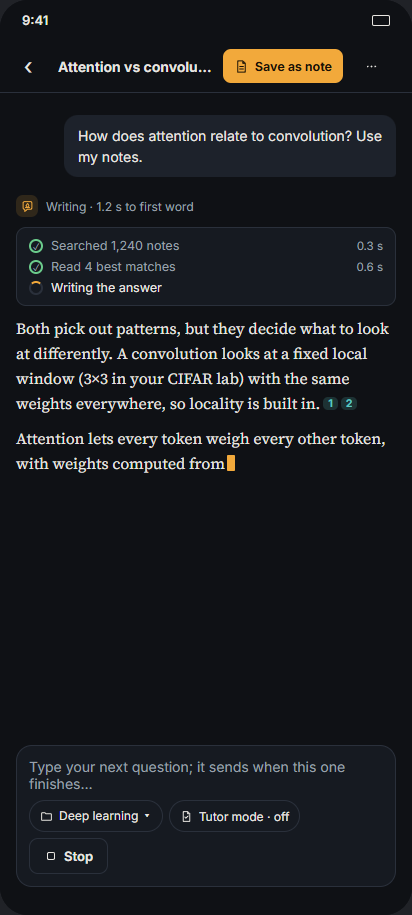 9:41
Attention vs convolu...
Save as note
How does attention relate to convolution? Use
my notes.
Writing · 1.2 s to first word
Searched 1,240 notes 0.3 s
Read 4 best matches 0.6 s
Writing the answer
Both pick out patterns, but they decide what to look
at differently. A convolution looks at a fixed local
window (3×3 in your CIFAR lab) with the same
weights everywhere, so locality is built in. 1 2
Attention lets every token weigh every other token,
with weights computed from
Type your next question; it sends when this one
finishes...
Deep learning
Tutor mode · off
Stop